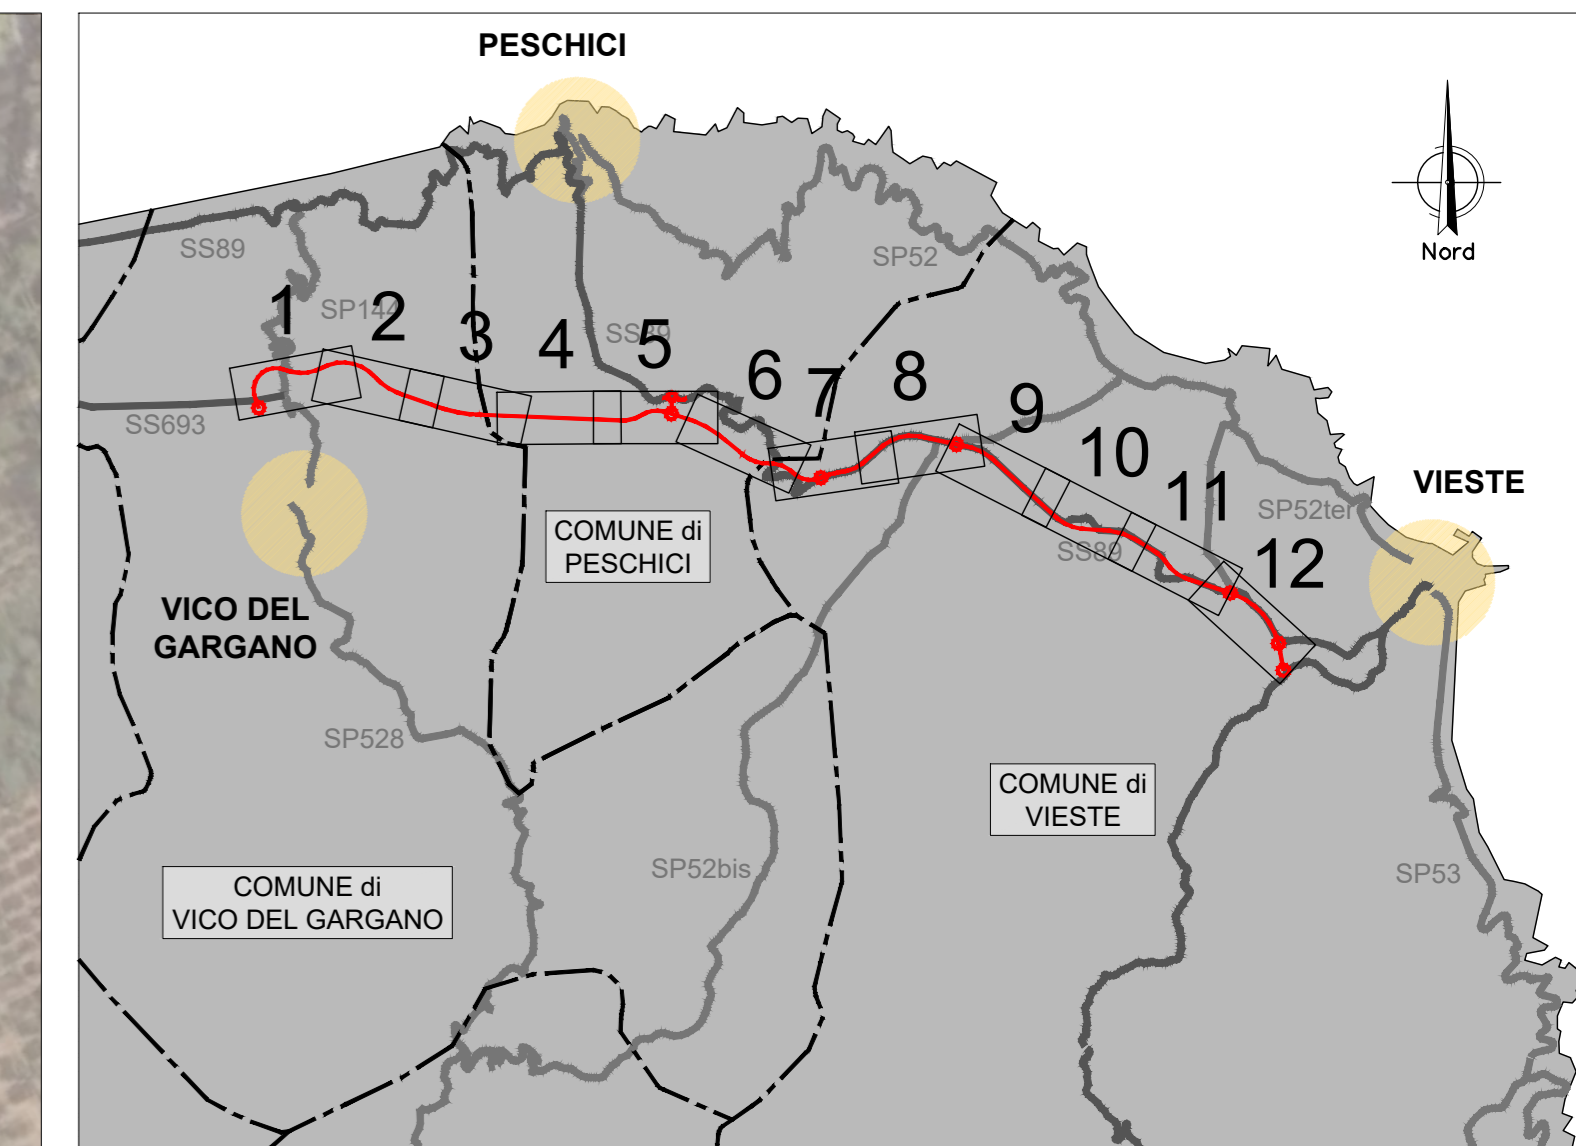 PESCHICI
Nord
SS89
SP52
1
SP144
2
3
4
SS89
5
6
7
8
9
10
11
12
SS693
SS89
SP52ter
VIESTE
COMUNE di
PESCHICI
VICO DEL
GARGANO
SP528
COMUNE di
VIESTE
SP52bis
SP53
COMUNE di
VICO DEL GARGANO